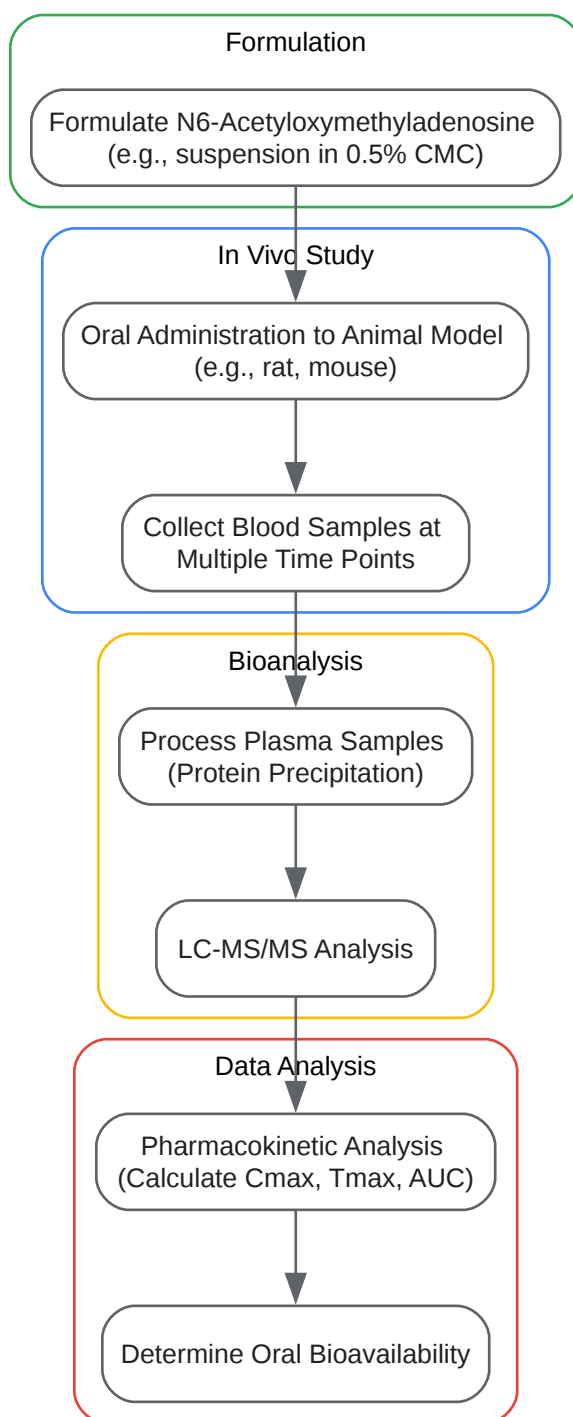 Formulation
Formulate N6-Acetyloxymethyladenosine
(e.g., suspension in 0.5% CMC)
In Vivo Study
Oral Administration to Animal Model
(e.g., rat, mouse)
Collect Blood Samples at
Multiple Time Points
Bioanalysis
Process Plasma Samples
(Protein Precipitation)
LC-MS/MS Analysis
Data Analysis
Pharmacokinetic Analysis
(Calculate Cmax, Tmax, AUC)
Determine Oral Bioavailability